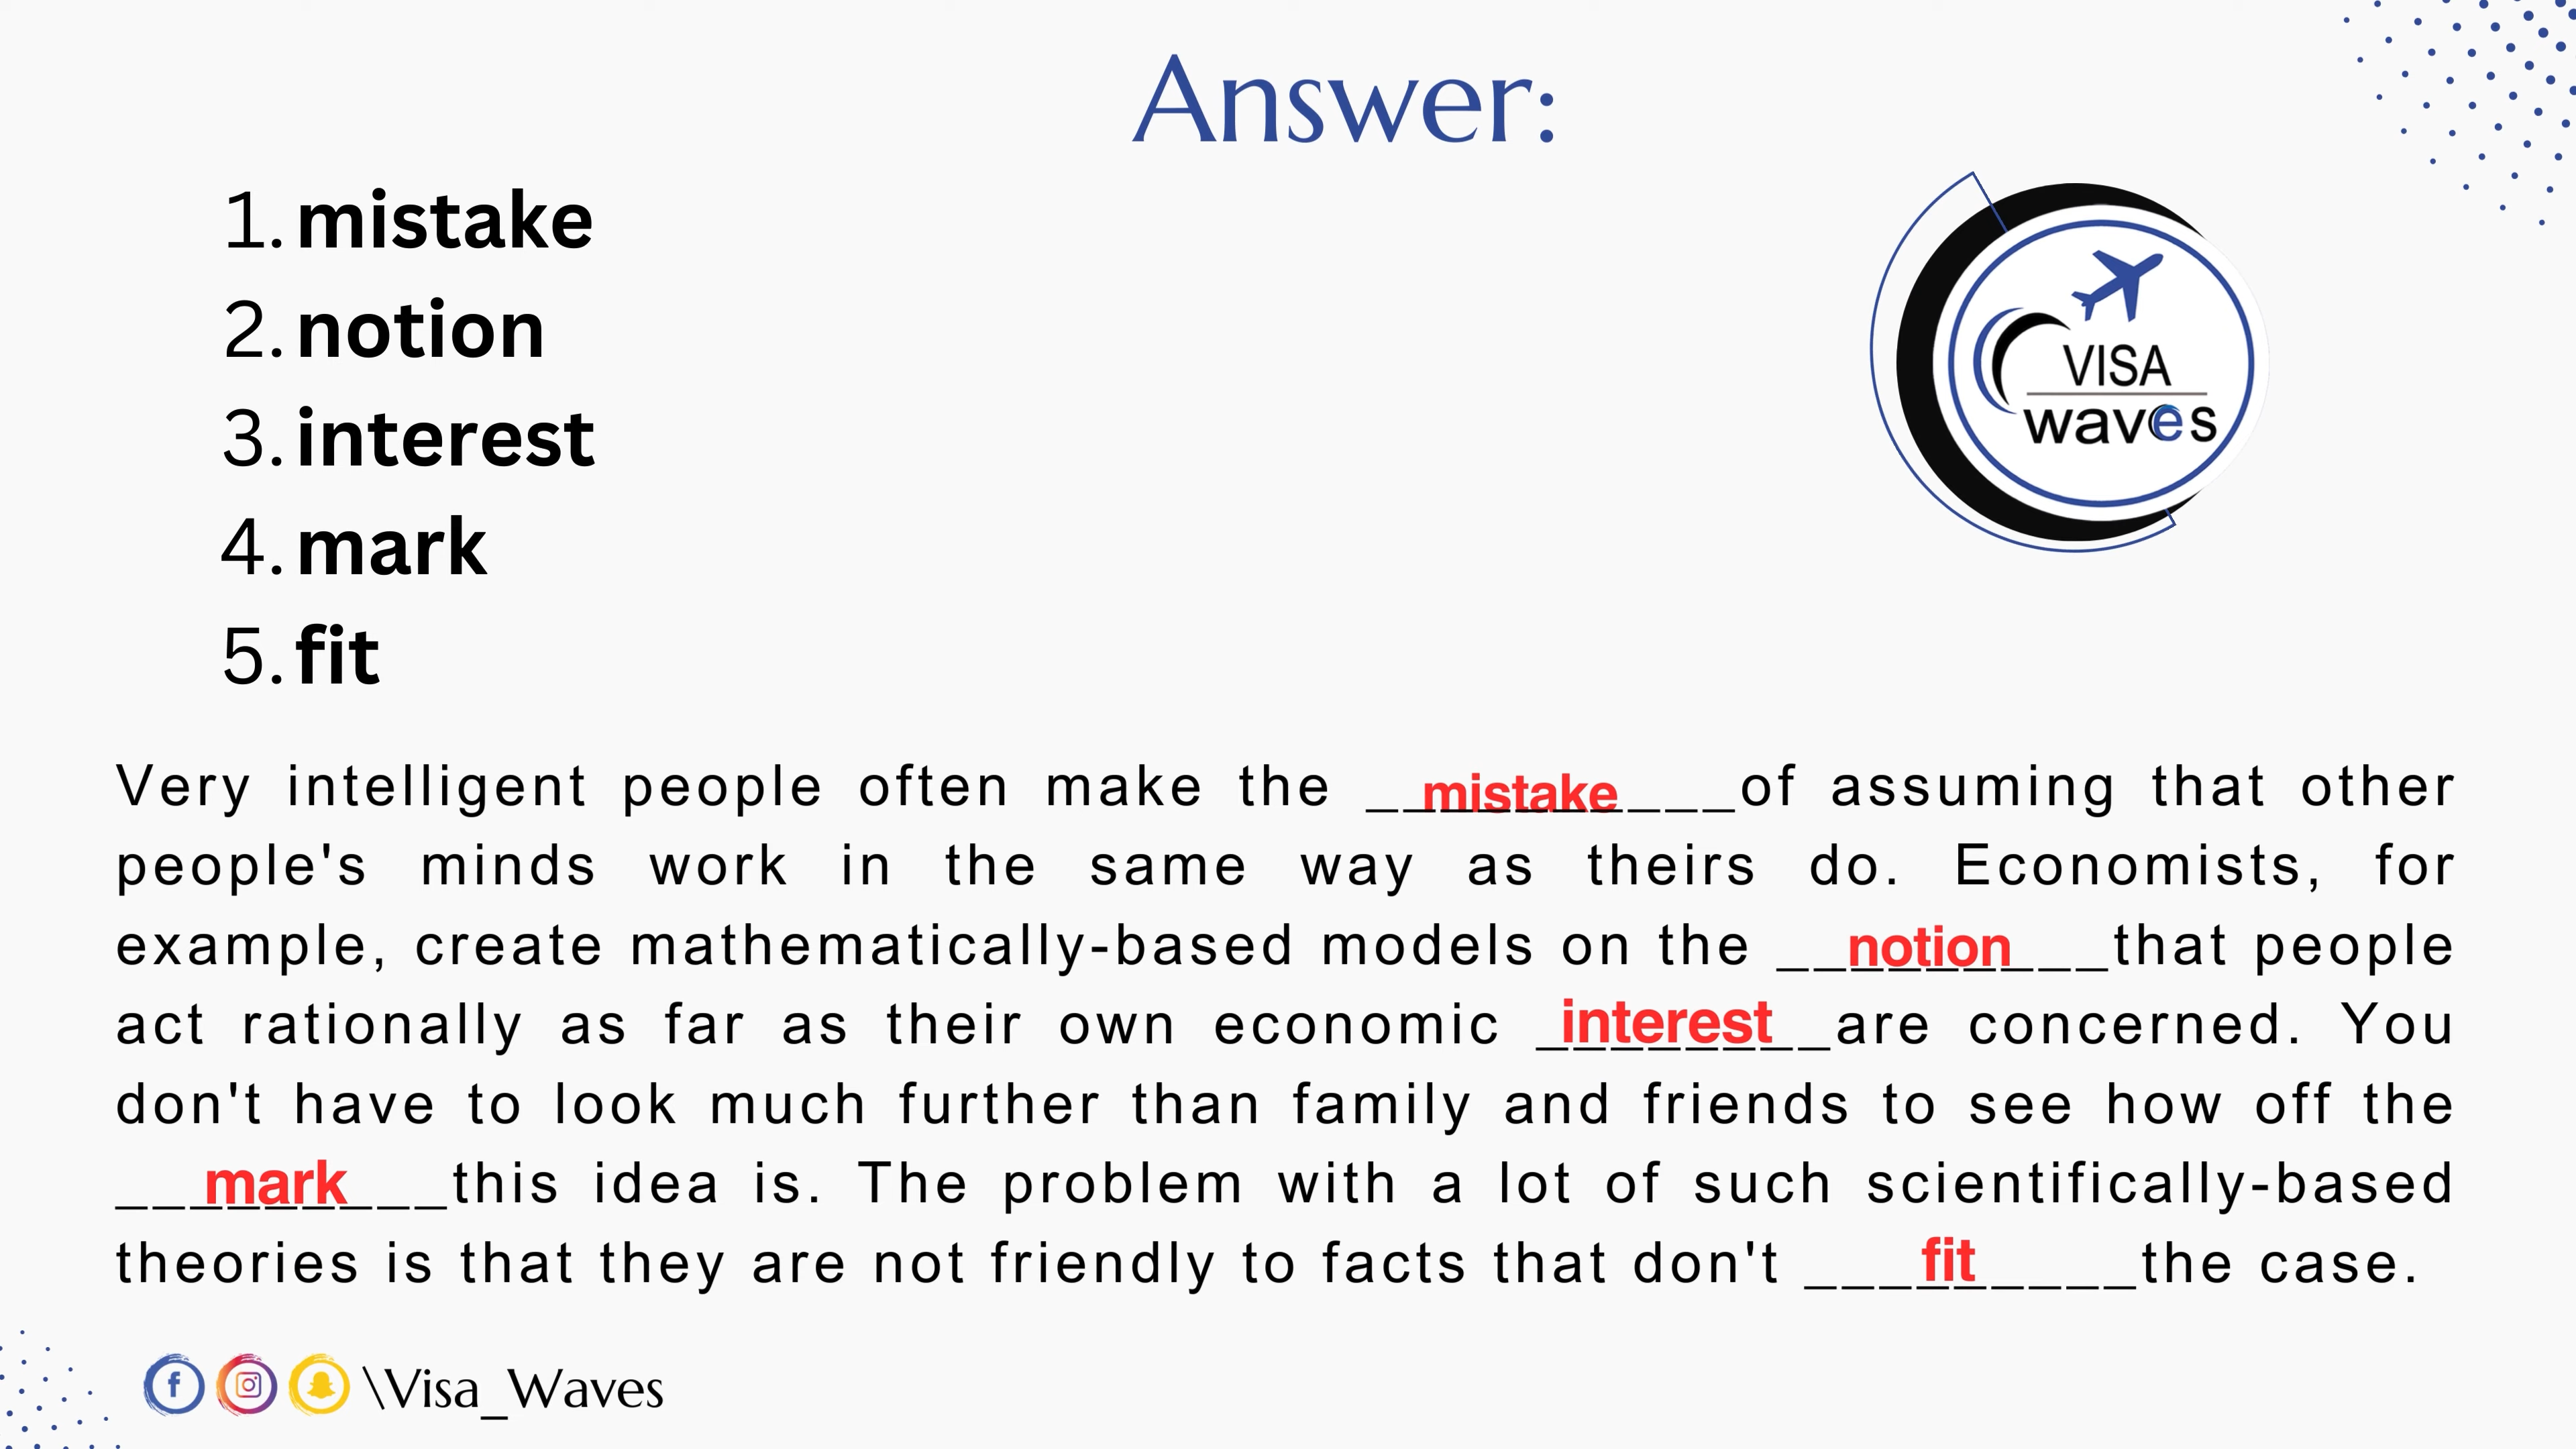 Answer:
1. mistake
2. notion
3. interest
4. mark
5. fit
VISA
waves
Very intelligent people often make the __mistake___of assuming that other
people's minds work in the same way as theirs do. Economists, for
example, create mathematically-based models on the __notion___that people
act rationally as far as their own economic _interest__are concerned. You
don't have to look much further than family and friends to see how off the
__mark___this idea is. The problem with a lot of such scientifically-based
theories is that they are not friendly to facts that don't ___fit____the case.
\Visa_Waves